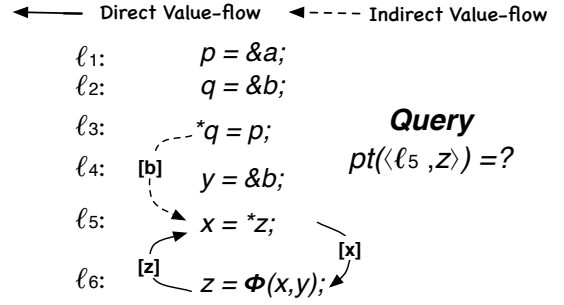 Direct Value-flow Indirect Value-flow
ℓ1: p = &a;
ℓ2: q = &b;
ℓ3: *q = p;
Query
ℓ4: [b] y = &b;
pt(⟨ℓ5 ,z⟩) =?
ℓ5: x = *z;
[z] [x]
ℓ6: z = Φ(x,y);